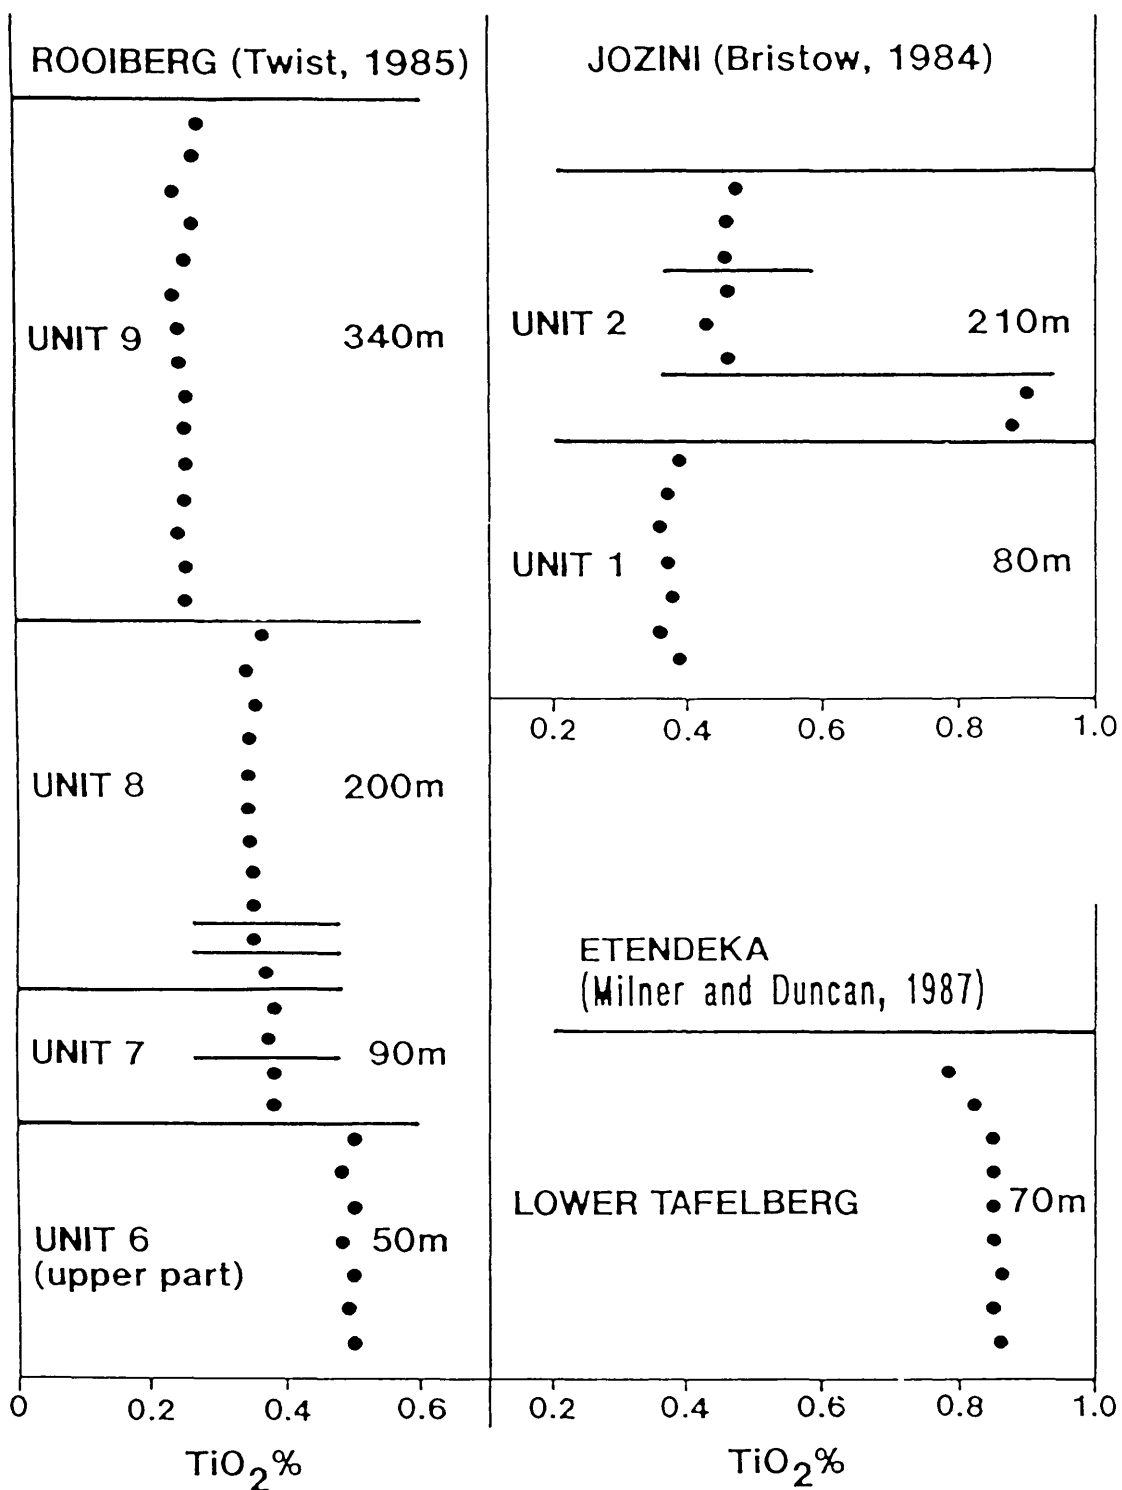 ROOIBERG (Twist, 1985)
UNIT 9 340m
UNIT 8 200m
UNIT 7 90m
UNIT 6 50m
(upper part)
0 0.2 0.4 0.6
TiO2%
JOZINI (Bristow, 1984)
UNIT 2 210m
UNIT 1 80m
0.2 0.4 0.6 0.8 1.0
ETENDEKA
(Milner and Duncan, 1987)
LOWER TAFELBERG 70m
0.2 0.4 0.6 0.8 1.0
TiO2%